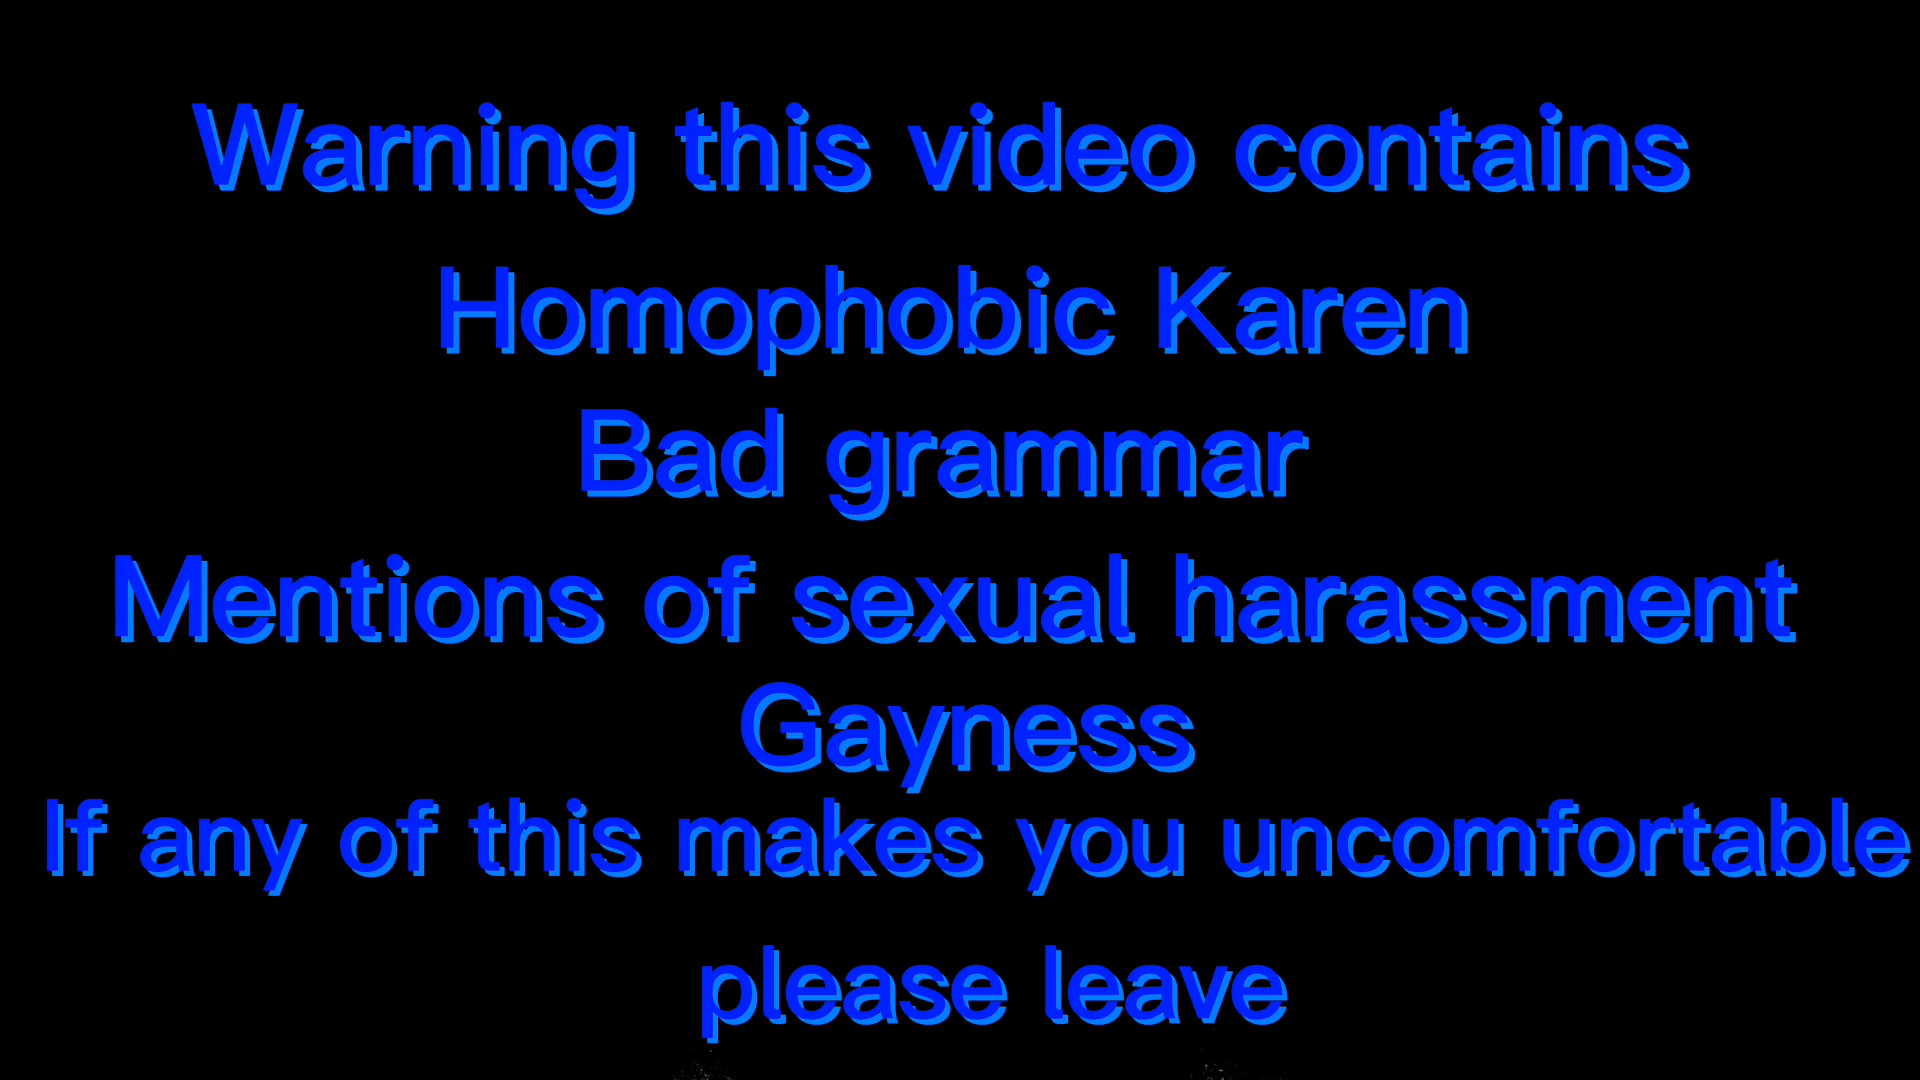 Warning this video contains
Homophobic Karen
Bad grammar
Mentions of sexual harassment
Gayness
If any of this makes you uncomfortable
please leave